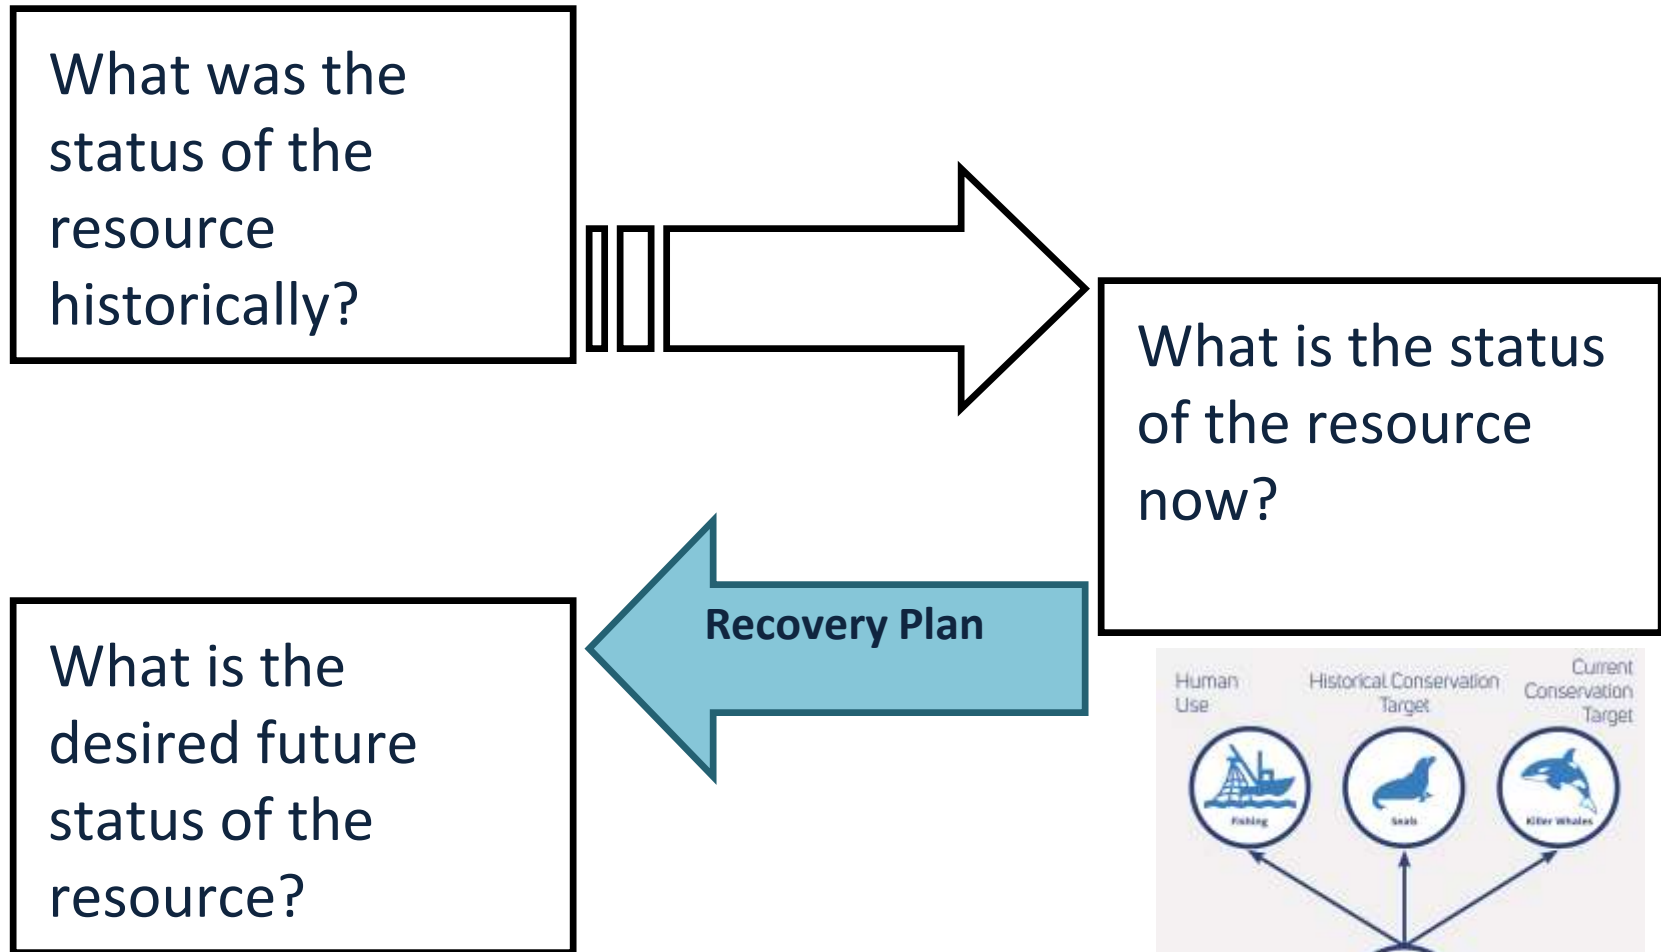 What was the
status of the
resource
historically?
What is the status
of the resource
now?
Recovery Plan
What is the
desired future
status of the
resource?
Human
Use
Historical Conservation
Target
Current
Conservation
Target
Fishing
Seals
Killer Whales